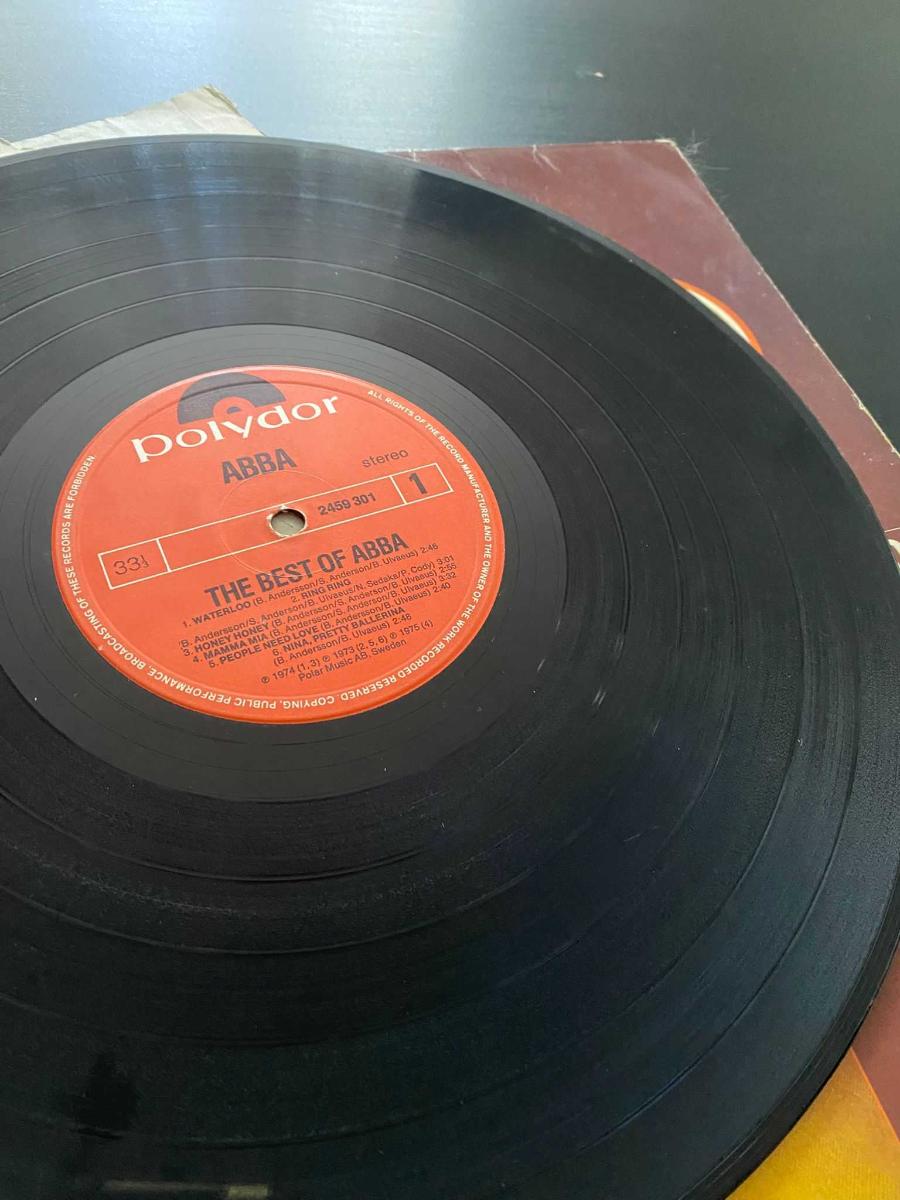 polydor
ABBA
stereo
33⅓
2459 301
1
THE BEST OF ABBA
1. WATERLOO (B. Andersson/S. Anderson/B. Ulvaeus) 2:46
2. RING RING
(B. Andersson/S. Anderson/B. Ulvaeus/N. Sedaka/P. Cody) 3:01
3. HONEY HONEY (B. Andersson/S. Anderson/B. Ulvaeus) 2:55
4. MAMMA MIA (B. Andersson/S. Anderson/B. Ulvaeus) 3:32
5. PEOPLE NEED LOVE (B. Andersson/B. Ulvaeus) 2:40
6. NINA, PRETTY BALLERINA
(B. Andersson/B. Ulvaeus) 2:48
℗ 1974 (1, 3) ℗ 1973 (2, 5, 6) ℗ 1975 (4)
Polar Music AB, Sweden
ALL RIGHTS OF THE RECORD MANUFACTURER AND THE OWNER OF THE WORK RECORDED RESERVED. COPYING, PUBLIC PERFORMANCE, BROADCASTING OF THESE RECORDS ARE FORBIDDEN.